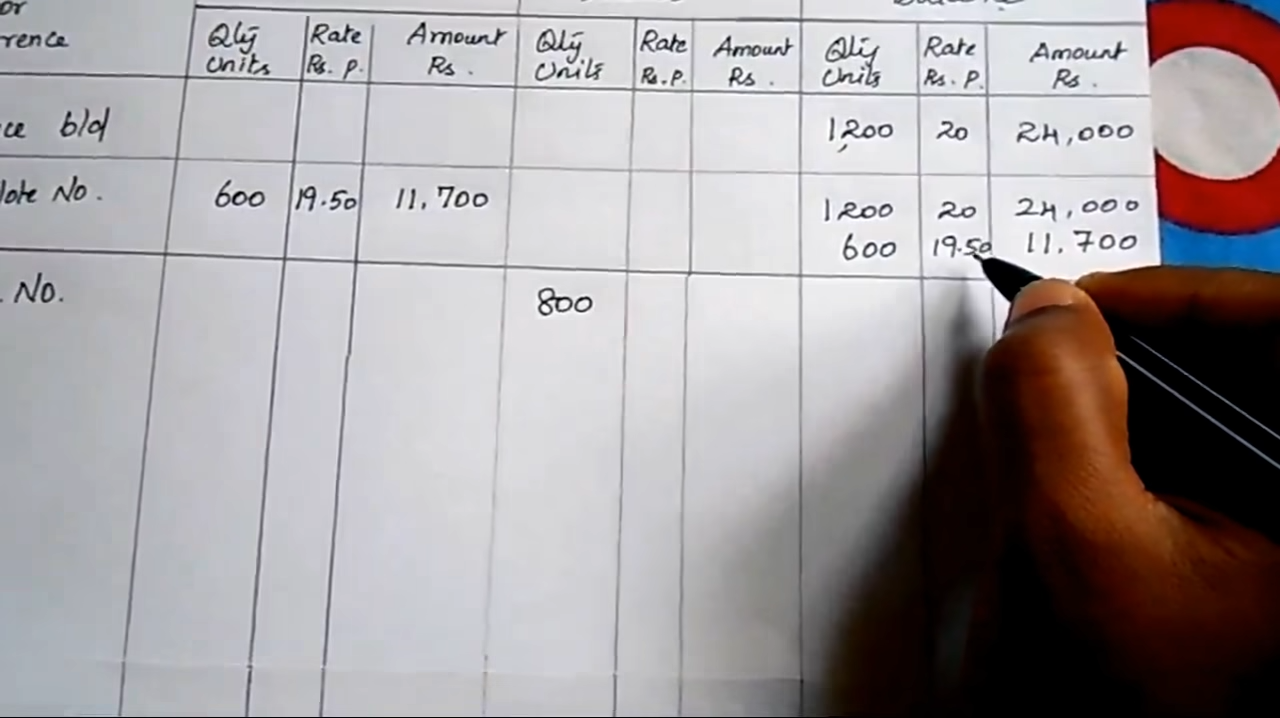 or
rence Qty Units Rate Rs. P. Amount Rs. Qty Units Rate Rs. P. Amount Rs. Qty Units Rate Rs. P. Amount Rs.
ce b/d 1,200 20 24,000
Note No. 600 19.50 11,700 1200 20 24,000
600 19.50 11,700
. No. 800